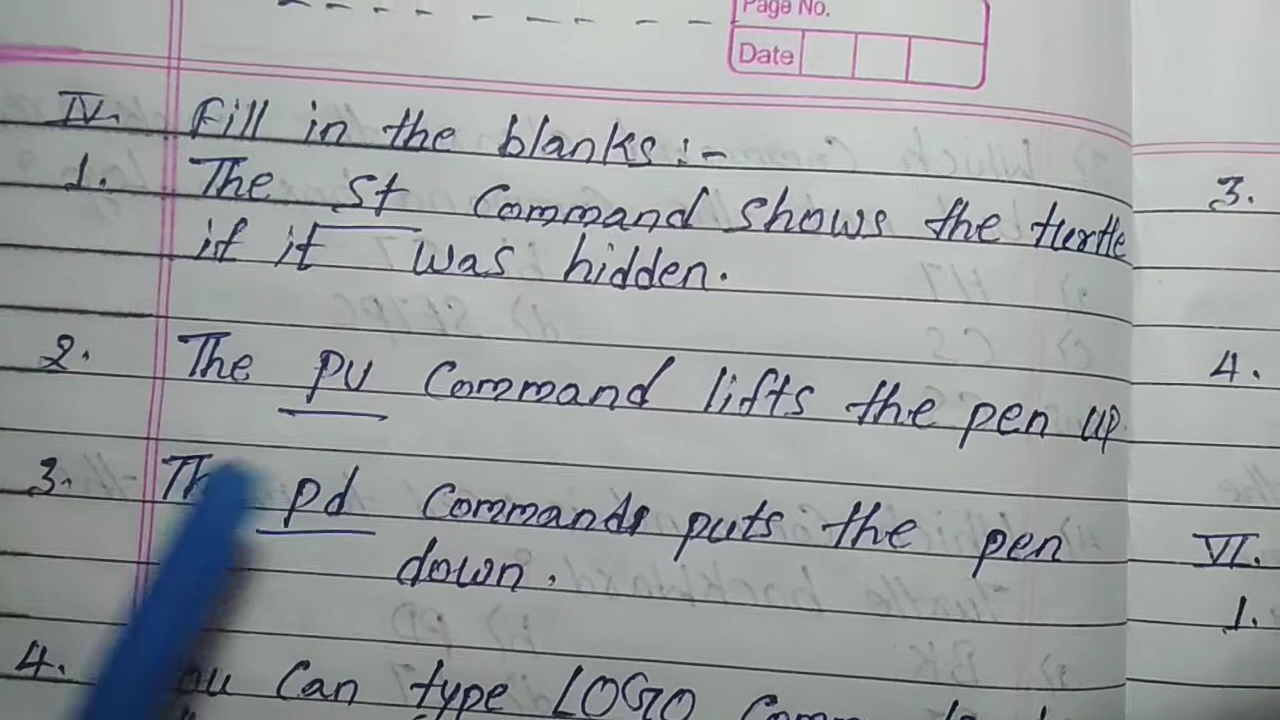 Page No.
Date
IV. Fill in the blanks :-
1. The St Command shows the turtle
if it was hidden.
2. The PU Command lifts the pen up
3. The pd Commands puts the pen
down.
4. You Can type LOGO
3.
4.
VI.
1.